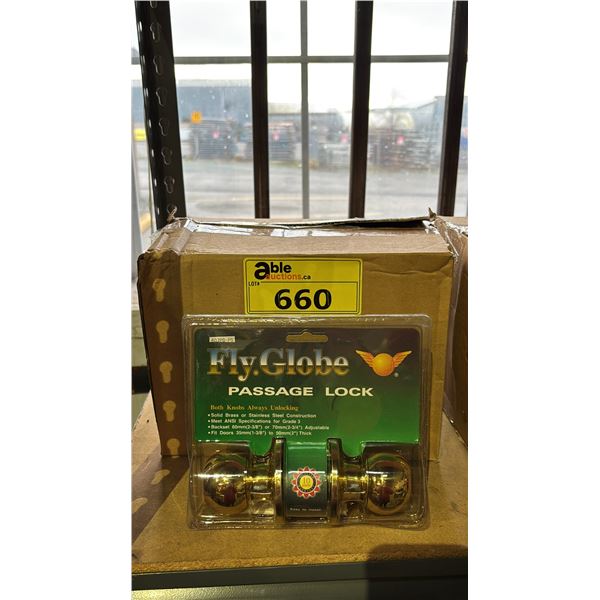 able
auctions.ca
LOT#
660
Fly.Globe
PASSAGE LOCK
Both Knobs Always Unlocking
•Solid Brass or Stainless Steel Construction
•Meet ANSI Specifications for Grade 3
•Backset 60mm(2-3/8") or 70mm(2-3/4") Adjustable
•Fit Doors 35mm(1-3/8") to 50mm(2") Thick
10